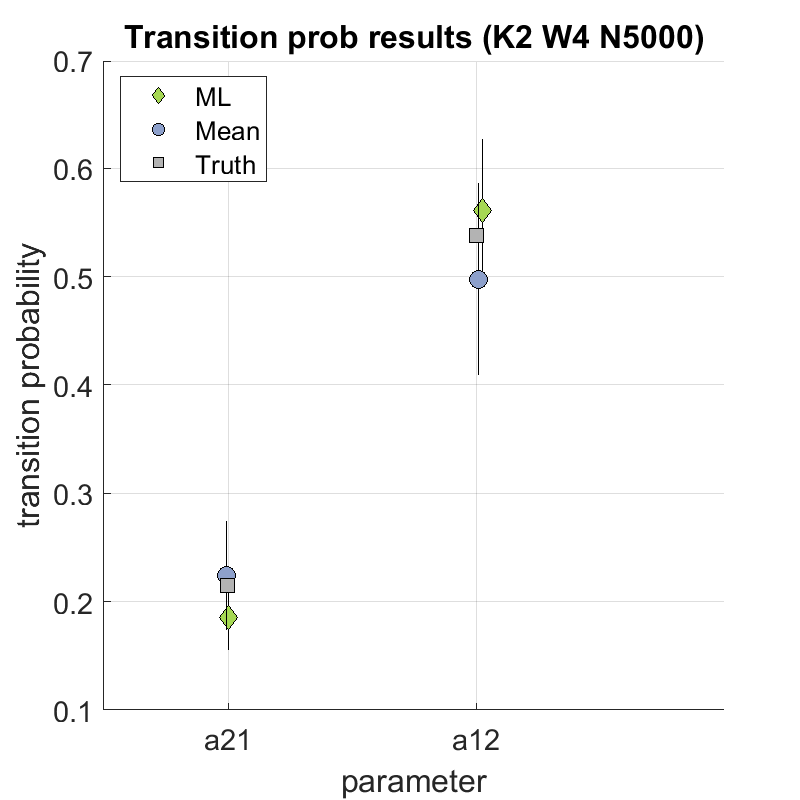 Transition prob results (K2 W4 N5000)
ML
Mean
Truth
0.7
0.6
0.5
0.4
0.3
0.2
0.1
transition probability
a21
a12
parameter